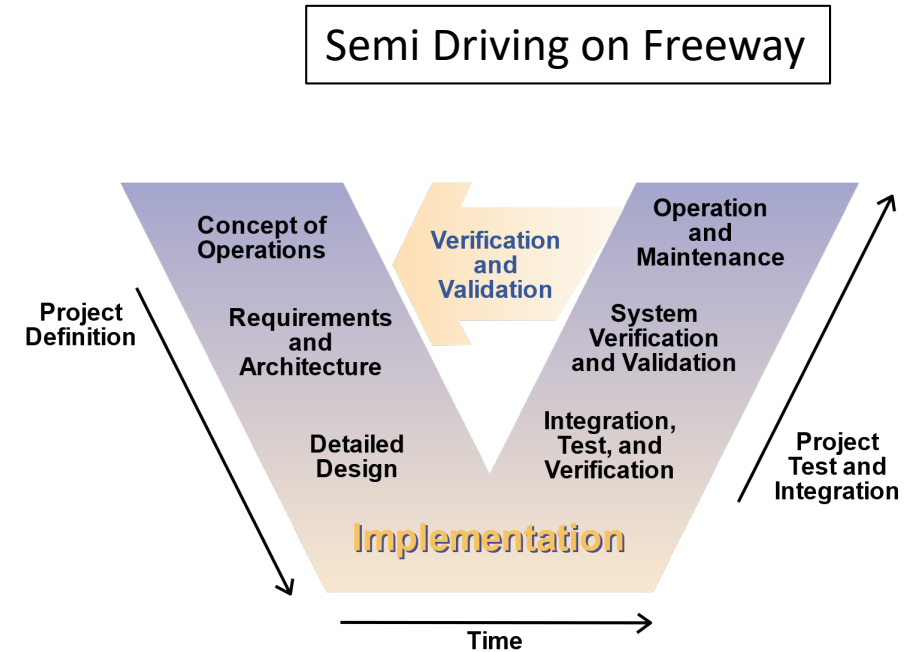 Semi Driving on Freeway
Concept of
Operations
Verification
and
Validation
Operation
and
Maintenance
Project
Definition
Requirements
and
Architecture
System
Verification
and Validation
Detailed
Design
Integration,
Test, and
Verification
Project
Test and
Integration
Implementation
Time